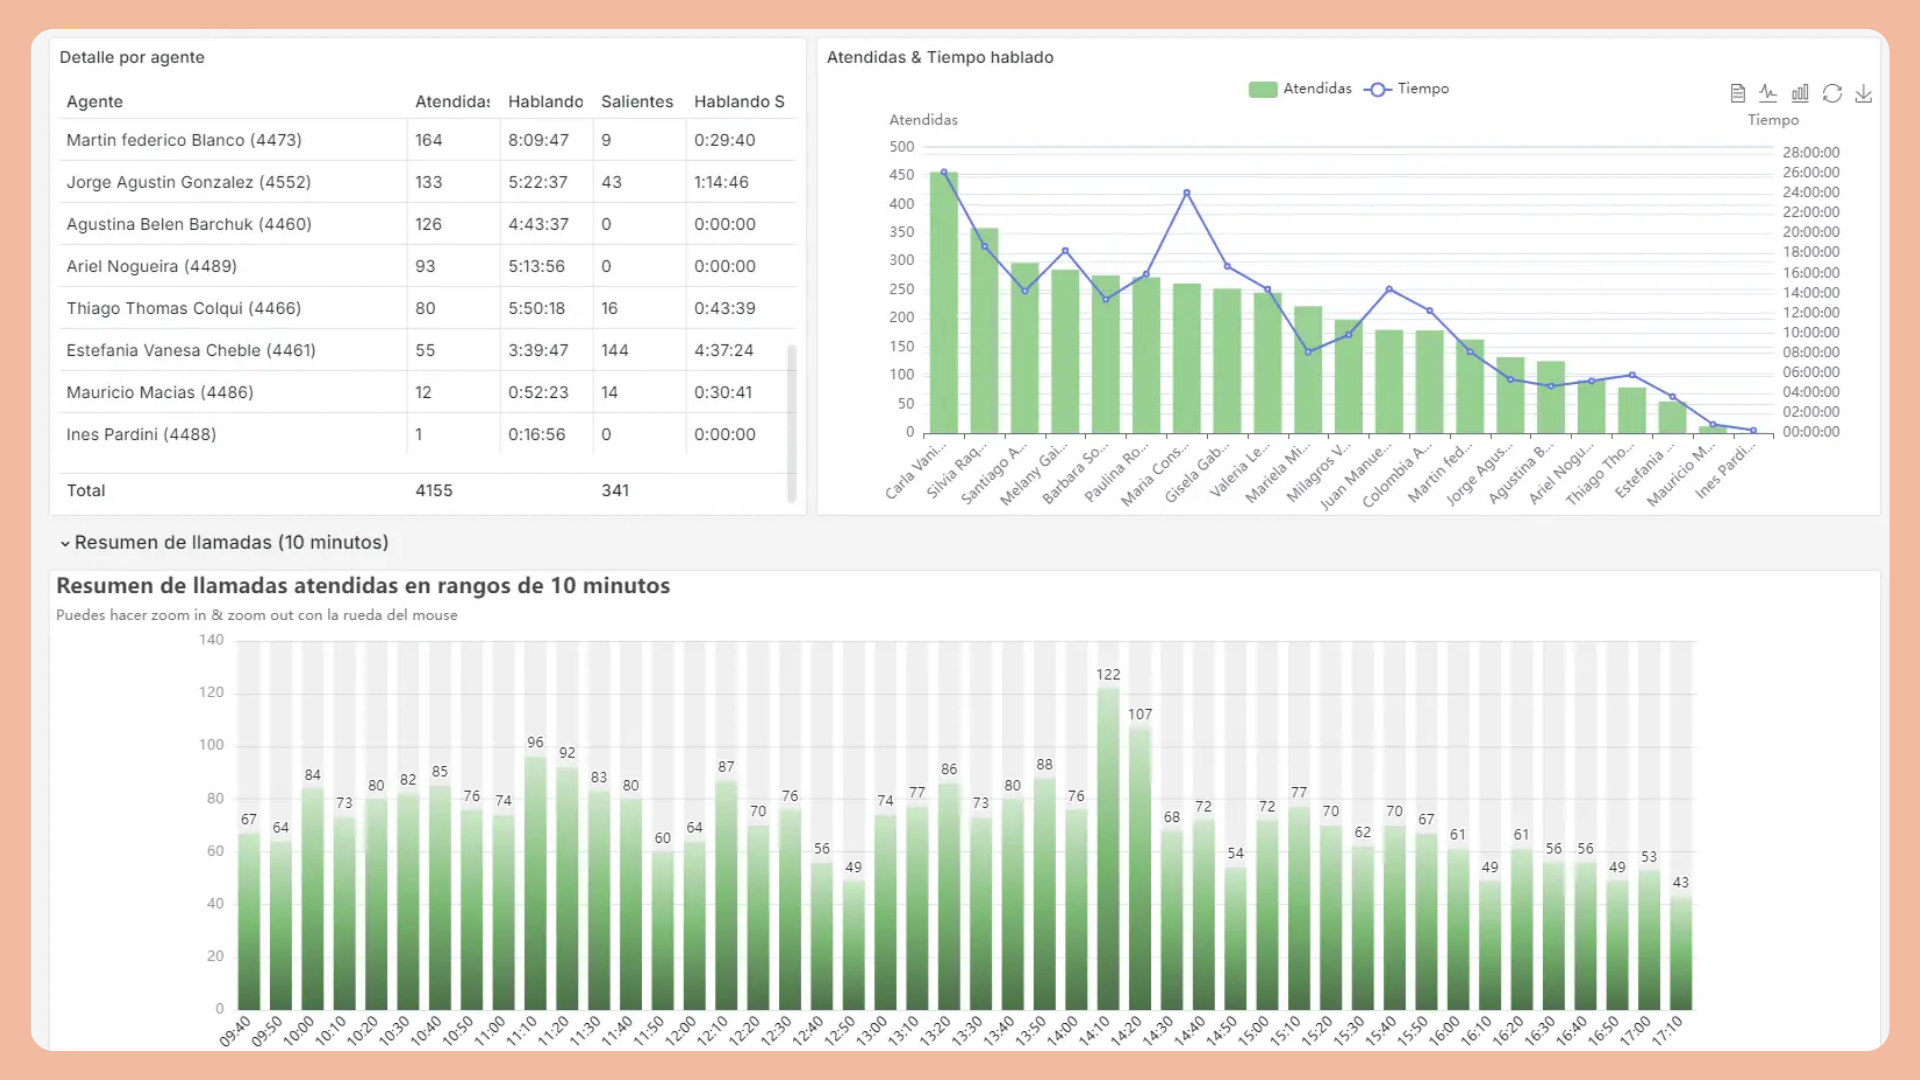 Detalle por agente
Agente Atendidas Hablando Salientes Hablando S
Martin federico Blanco (4473) 164 8:09:47 9 0:29:40
Jorge Agustin Gonzalez (4552) 133 5:22:37 43 1:14:46
Agustina Belen Barchuk (4460) 126 4:43:37 0 0:00:00
Ariel Nogueira (4489) 93 5:13:56 0 0:00:00
Thiago Thomas Colqui (4466) 80 5:50:18 16 0:43:39
Estefania Vanesa Cheble (4461) 55 3:39:47 144 4:37:24
Mauricio Macias (4486) 12 0:52:23 14 0:30:41
Ines Pardini (4488) 1 0:16:56 0 0:00:00
Total 4155 341
Atendidas & Tiempo hablado
Atendidas Tiempo
Atendidas Tiempo
500
450
400
350
300
250
200
150
100
50
0
28:00:00
26:00:00
24:00:00
22:00:00
20:00:00
18:00:00
16:00:00
14:00:00
12:00:00
10:00:00
08:00:00
06:00:00
04:00:00
02:00:00
00:00:00
Carla Vani... Silvia Raq... Santiago A... Melany Gai... Barbara So... Paulina Ro... Maria Cons... Gisela Gab... Valeria Le... Mariela Mi... Milagros V... Juan Manue... Colombia A... Martin fed... Jorge Agus... Agustina B... Ariel Nogu... Thiago Tho... Estefania ... Mauricio M... Ines Pardi...
Resumen de llamadas (10 minutos)
Resumen de llamadas atendidas en rangos de 10 minutos
Puedes hacer zoom in & zoom out con la rueda del mouse
140
120
100
80
60
40
20
0
67 64 84 73 80 82 85 76 74 96 92 83 80 60 64 87 70 76 56 49 74 77 86 73 80 88 76 122 107 68 72 54 72 77 70 62 70 67 61 49 61 56 56 49 53 43
09:40 09:50 10:00 10:10 10:20 10:30 10:40 10:50 11:00 11:10 11:20 11:30 11:40 11:50 12:00 12:10 12:20 12:30 12:40 12:50 13:00 13:10 13:20 13:30 13:40 13:50 14:00 14:10 14:20 14:30 14:40 14:50 15:00 15:10 15:20 15:30 15:40 15:50 16:00 16:10 16:20 16:30 16:40 16:50 17:00 17:10